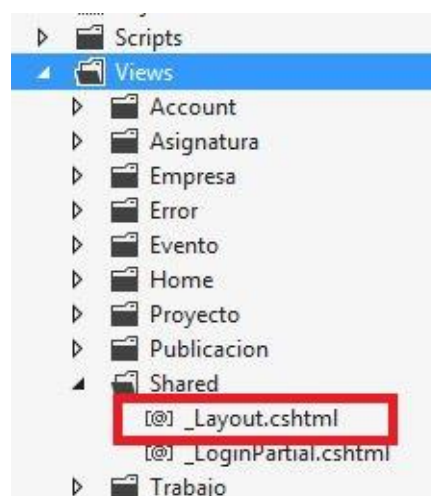 Scripts
Views
Account
Asignatura
Empresa
Error
Evento
Home
Proyecto
Publicacion
Shared
[@] _Layout.cshtml
[@] _LoginPartial.cshtml
Trabajo